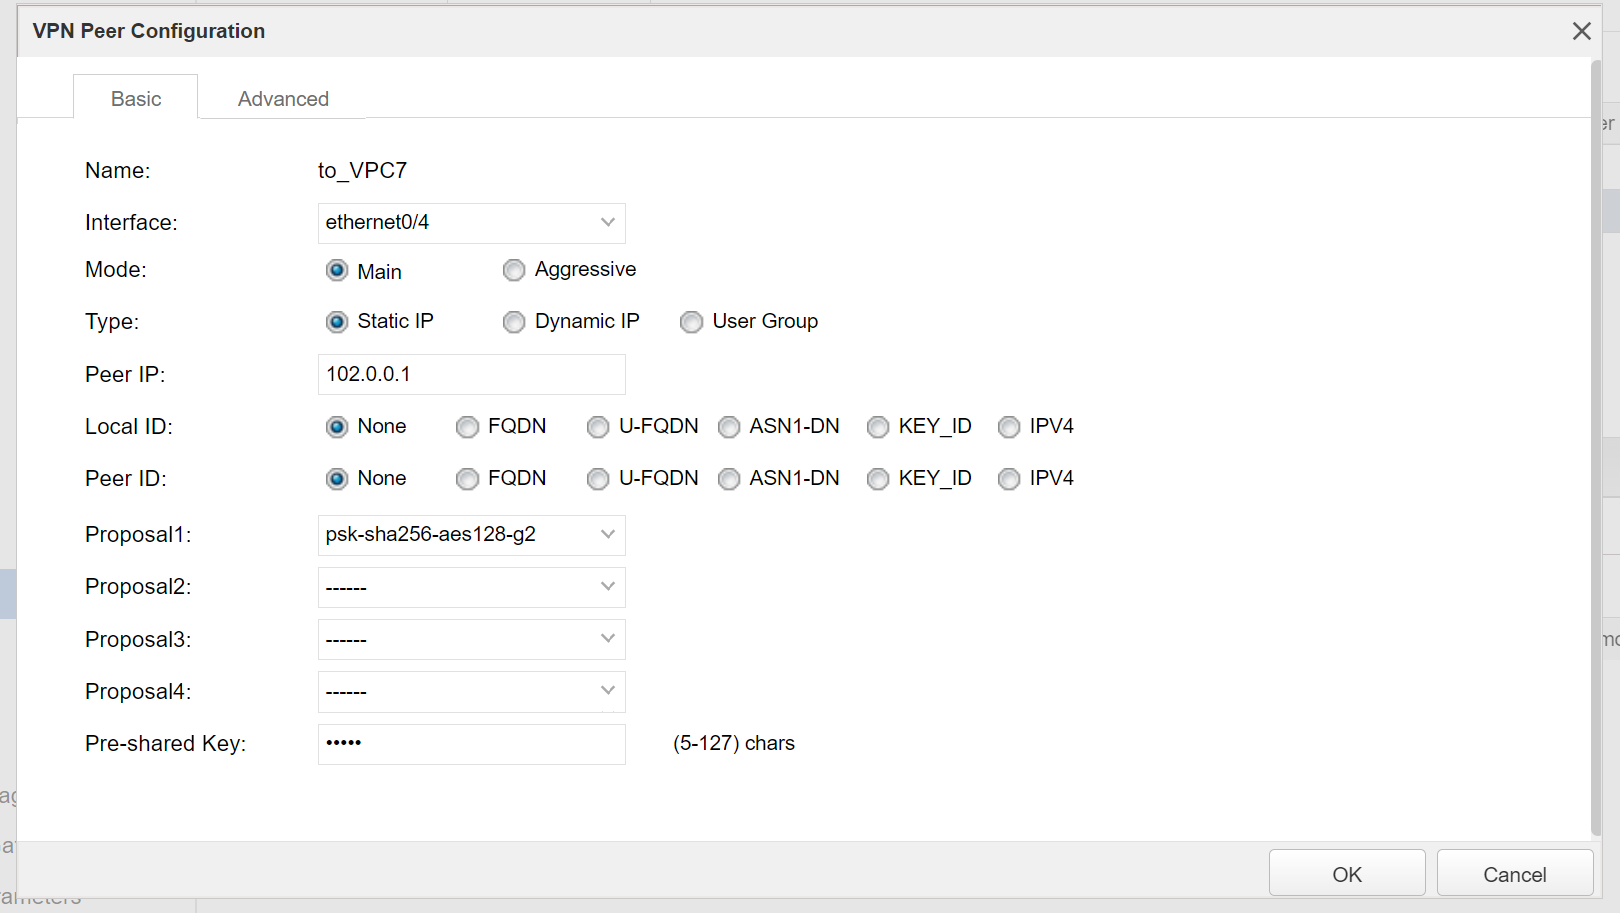 VPN Peer Configuration
Basic Advanced
Name: to_VPC7
Interface: ethernet0/4
Mode: Main Aggressive
Type: Static IP Dynamic IP User Group
Peer IP: 102.0.0.1
Local ID: None FQDN U-FQDN ASN1-DN KEY_ID IPV4
Peer ID: None FQDN U-FQDN ASN1-DN KEY_ID IPV4
Proposal1: psk-sha256-aes128-g2
Proposal2: ------
Proposal3: ------
Proposal4: ------
Pre-shared Key: ••••• (5-127) chars
OK Cancel